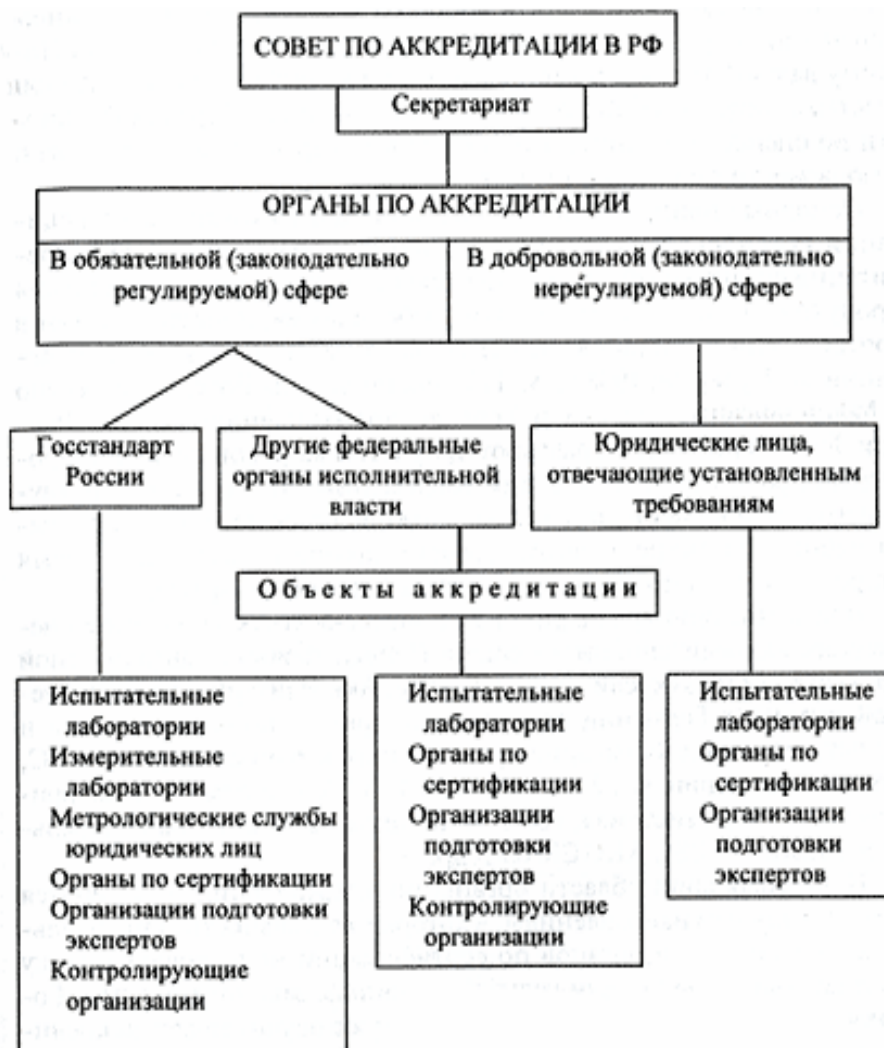 СОВЕТ ПО АККРЕДИТАЦИИ В РФ
Секретариат
ОРГАНЫ ПО АККРЕДИТАЦИИ
В обязательной (законодательно
регулируемой) сфере
В добровольной (законодательно
нерегулируемой) сфере
Госстандарт
России
Другие федеральные
органы исполнительной
власти
Юридические лица,
отвечающие установленным
требованиям
Объекты аккредитации
Испытательные
лаборатории
Измерительные
лаборатории
Метрологические службы
юридических лиц
Органы по сертификации
Организации подготовки
экспертов
Контролирующие
организации
Испытательные
лаборатории
Органы по
сертификации
Организации
подготовки
экспертов
Контролирующие
организации
Испытательные
лаборатории
Органы по
сертификации
Организации
подготовки
экспертов